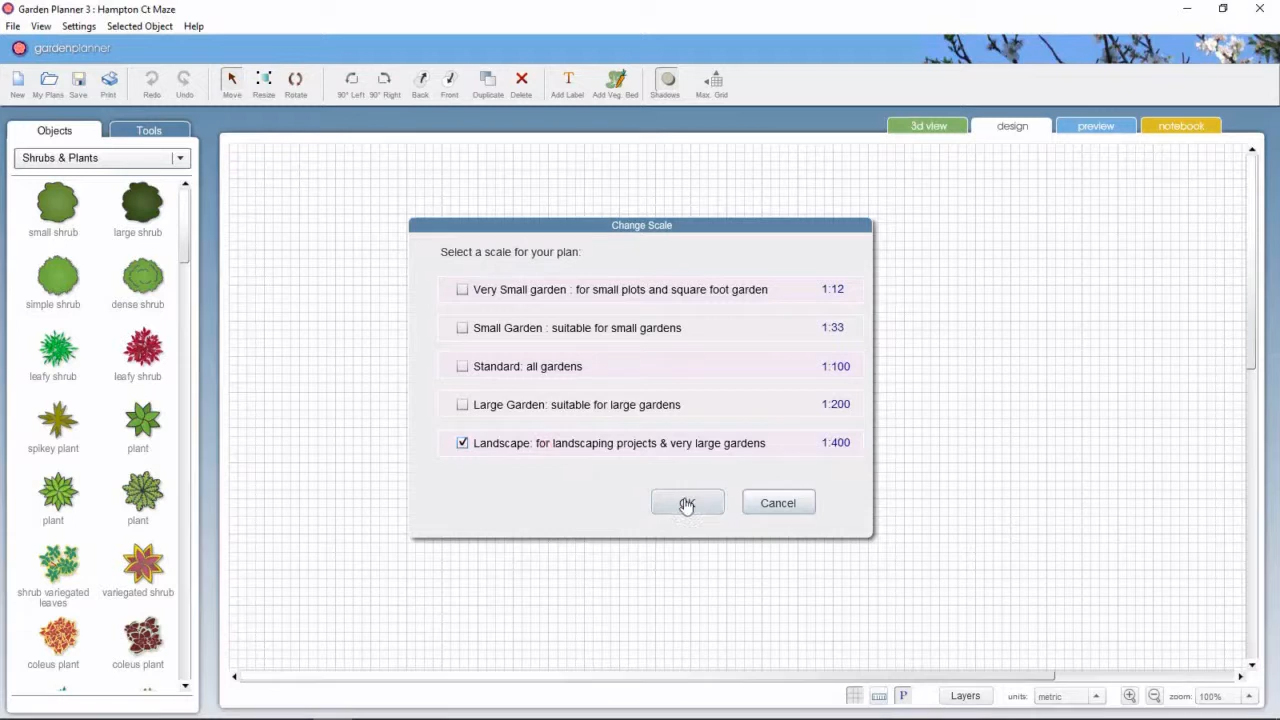 Garden Planner 3 : Hampton Ct Maze
File View Settings Selected Object Help
gardenplanner
New My Plans Save Print Redo Undo Move Resize Rotate 90° Left 90° Right Back Front Duplicate Delete Add Label Add Veg. Bed Shadows Max. Grid
Objects Tools
3d view design preview notebook
Shrubs & Plants
small shrub large shrub
simple shrub dense shrub
leafy shrub leafy shrub
spikey plant plant
plant plant
shrub variegated leaves variegated shrub
coleus plant coleus plant
Change Scale
Select a scale for your plan:
Very Small garden : for small plots and square foot garden 1:12
Small Garden : suitable for small gardens 1:33
Standard: all gardens 1:100
Large Garden: suitable for large gardens 1:200
Landscape: for landscaping projects & very large gardens 1:400
OK Cancel
P Layers units: metric zoom: 100%